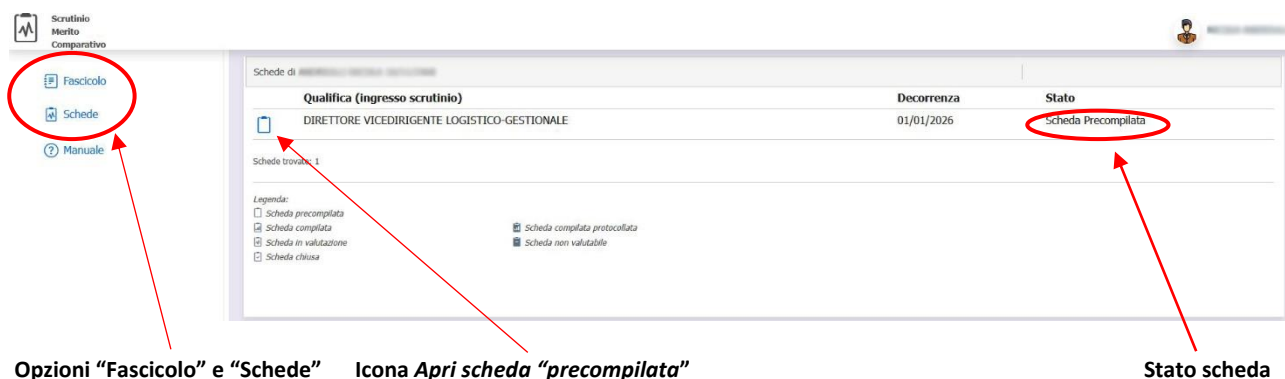 Scrutinio
Merito
Comparativo
Fascicolo
Schede
Manuale
Schede di
Qualifica (ingresso scrutinio) Decorrenza Stato
DIRETTORE VICEDIRIGENTE LOGISTICO-GESTIONALE 01/01/2026 Scheda Precompilata
Schede trovate: 1
Legenda:
Scheda precompilata
Scheda compilata Scheda compilata protocollata
Scheda in valutazione Scheda non valutabile
Scheda chiusa
Opzioni “Fascicolo” e “Schede” Icona Apri scheda “precompilata” Stato scheda